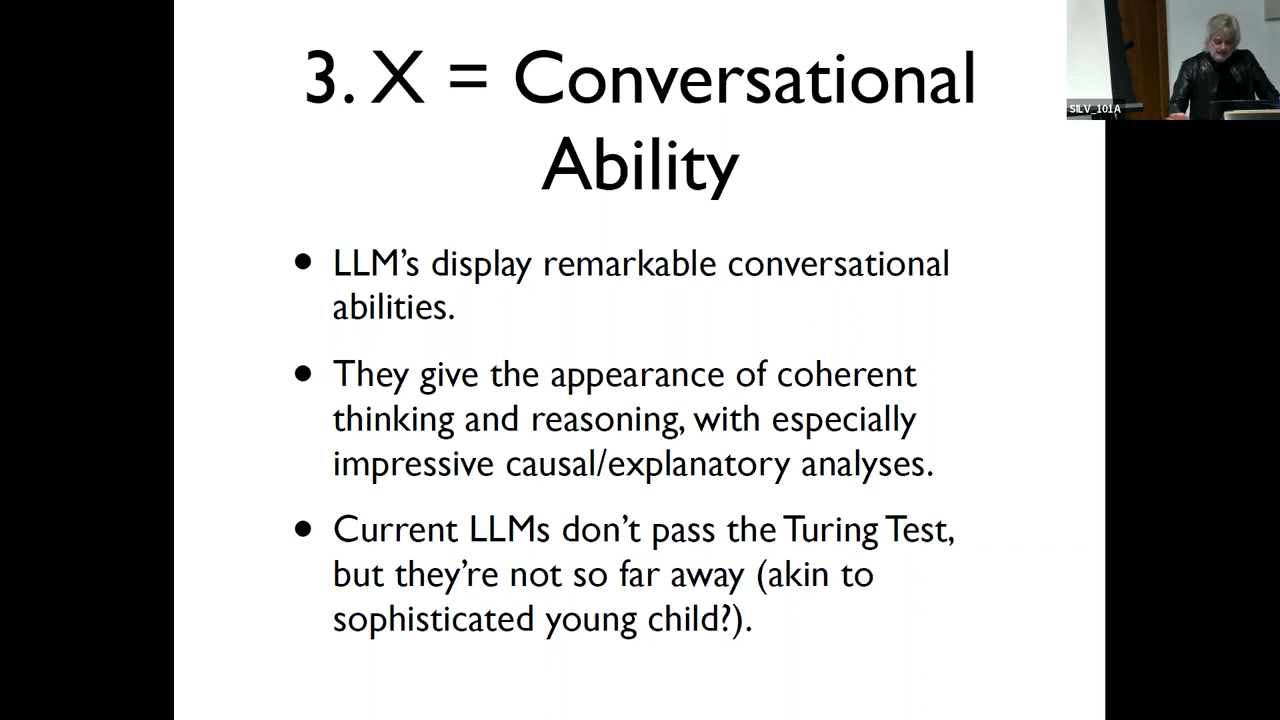 3. X = Conversational
Ability
• LLM's display remarkable conversational
abilities.
• They give the appearance of coherent
thinking and reasoning, with especially
impressive causal/explanatory analyses.
• Current LLMs don't pass the Turing Test,
but they're not so far away (akin to
sophisticated young child?).
SILV_101A